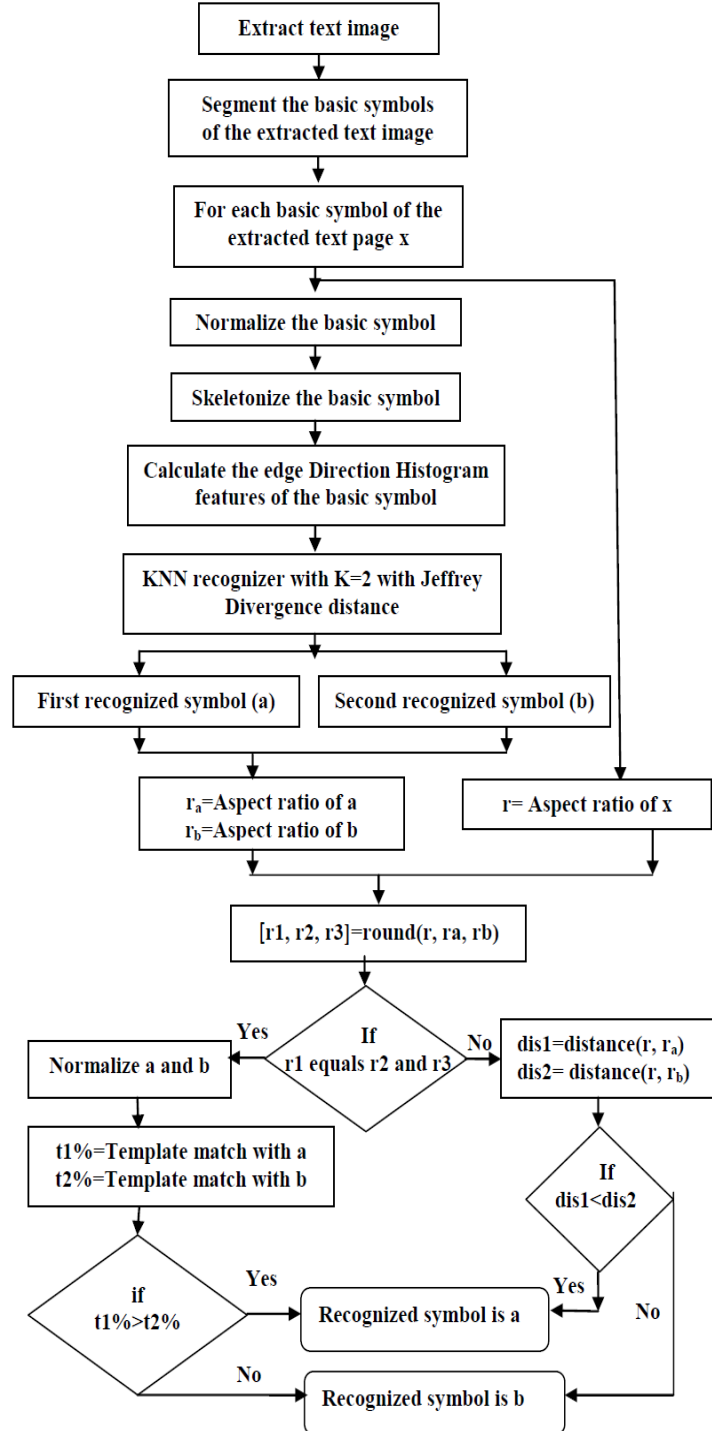 Extract text image
Segment the basic symbols
of the extracted text image
For each basic symbol of the
extracted text page x
Normalize the basic symbol
Skeletonize the basic symbol
Calculate the edge Direction Histogram
features of the basic symbol
KNN recognizer with K=2 with Jeffrey
Divergence distance
First recognized symbol (a)
Second recognized symbol (b)
rₐ=Aspect ratio of a
r_b=Aspect ratio of b
r= Aspect ratio of x
[r1, r2, r3]=round(r, ra, rb)
If
r1 equals r2 and r3
Yes
No
Normalize a and b
dis1=distance(r, rₐ)
dis2= distance(r, r_b)
t1%=Template match with a
t2%=Template match with b
If
dis1<dis2
if
t1%>t2%
Yes
Yes
No
Recognized symbol is a
No
Recognized symbol is b